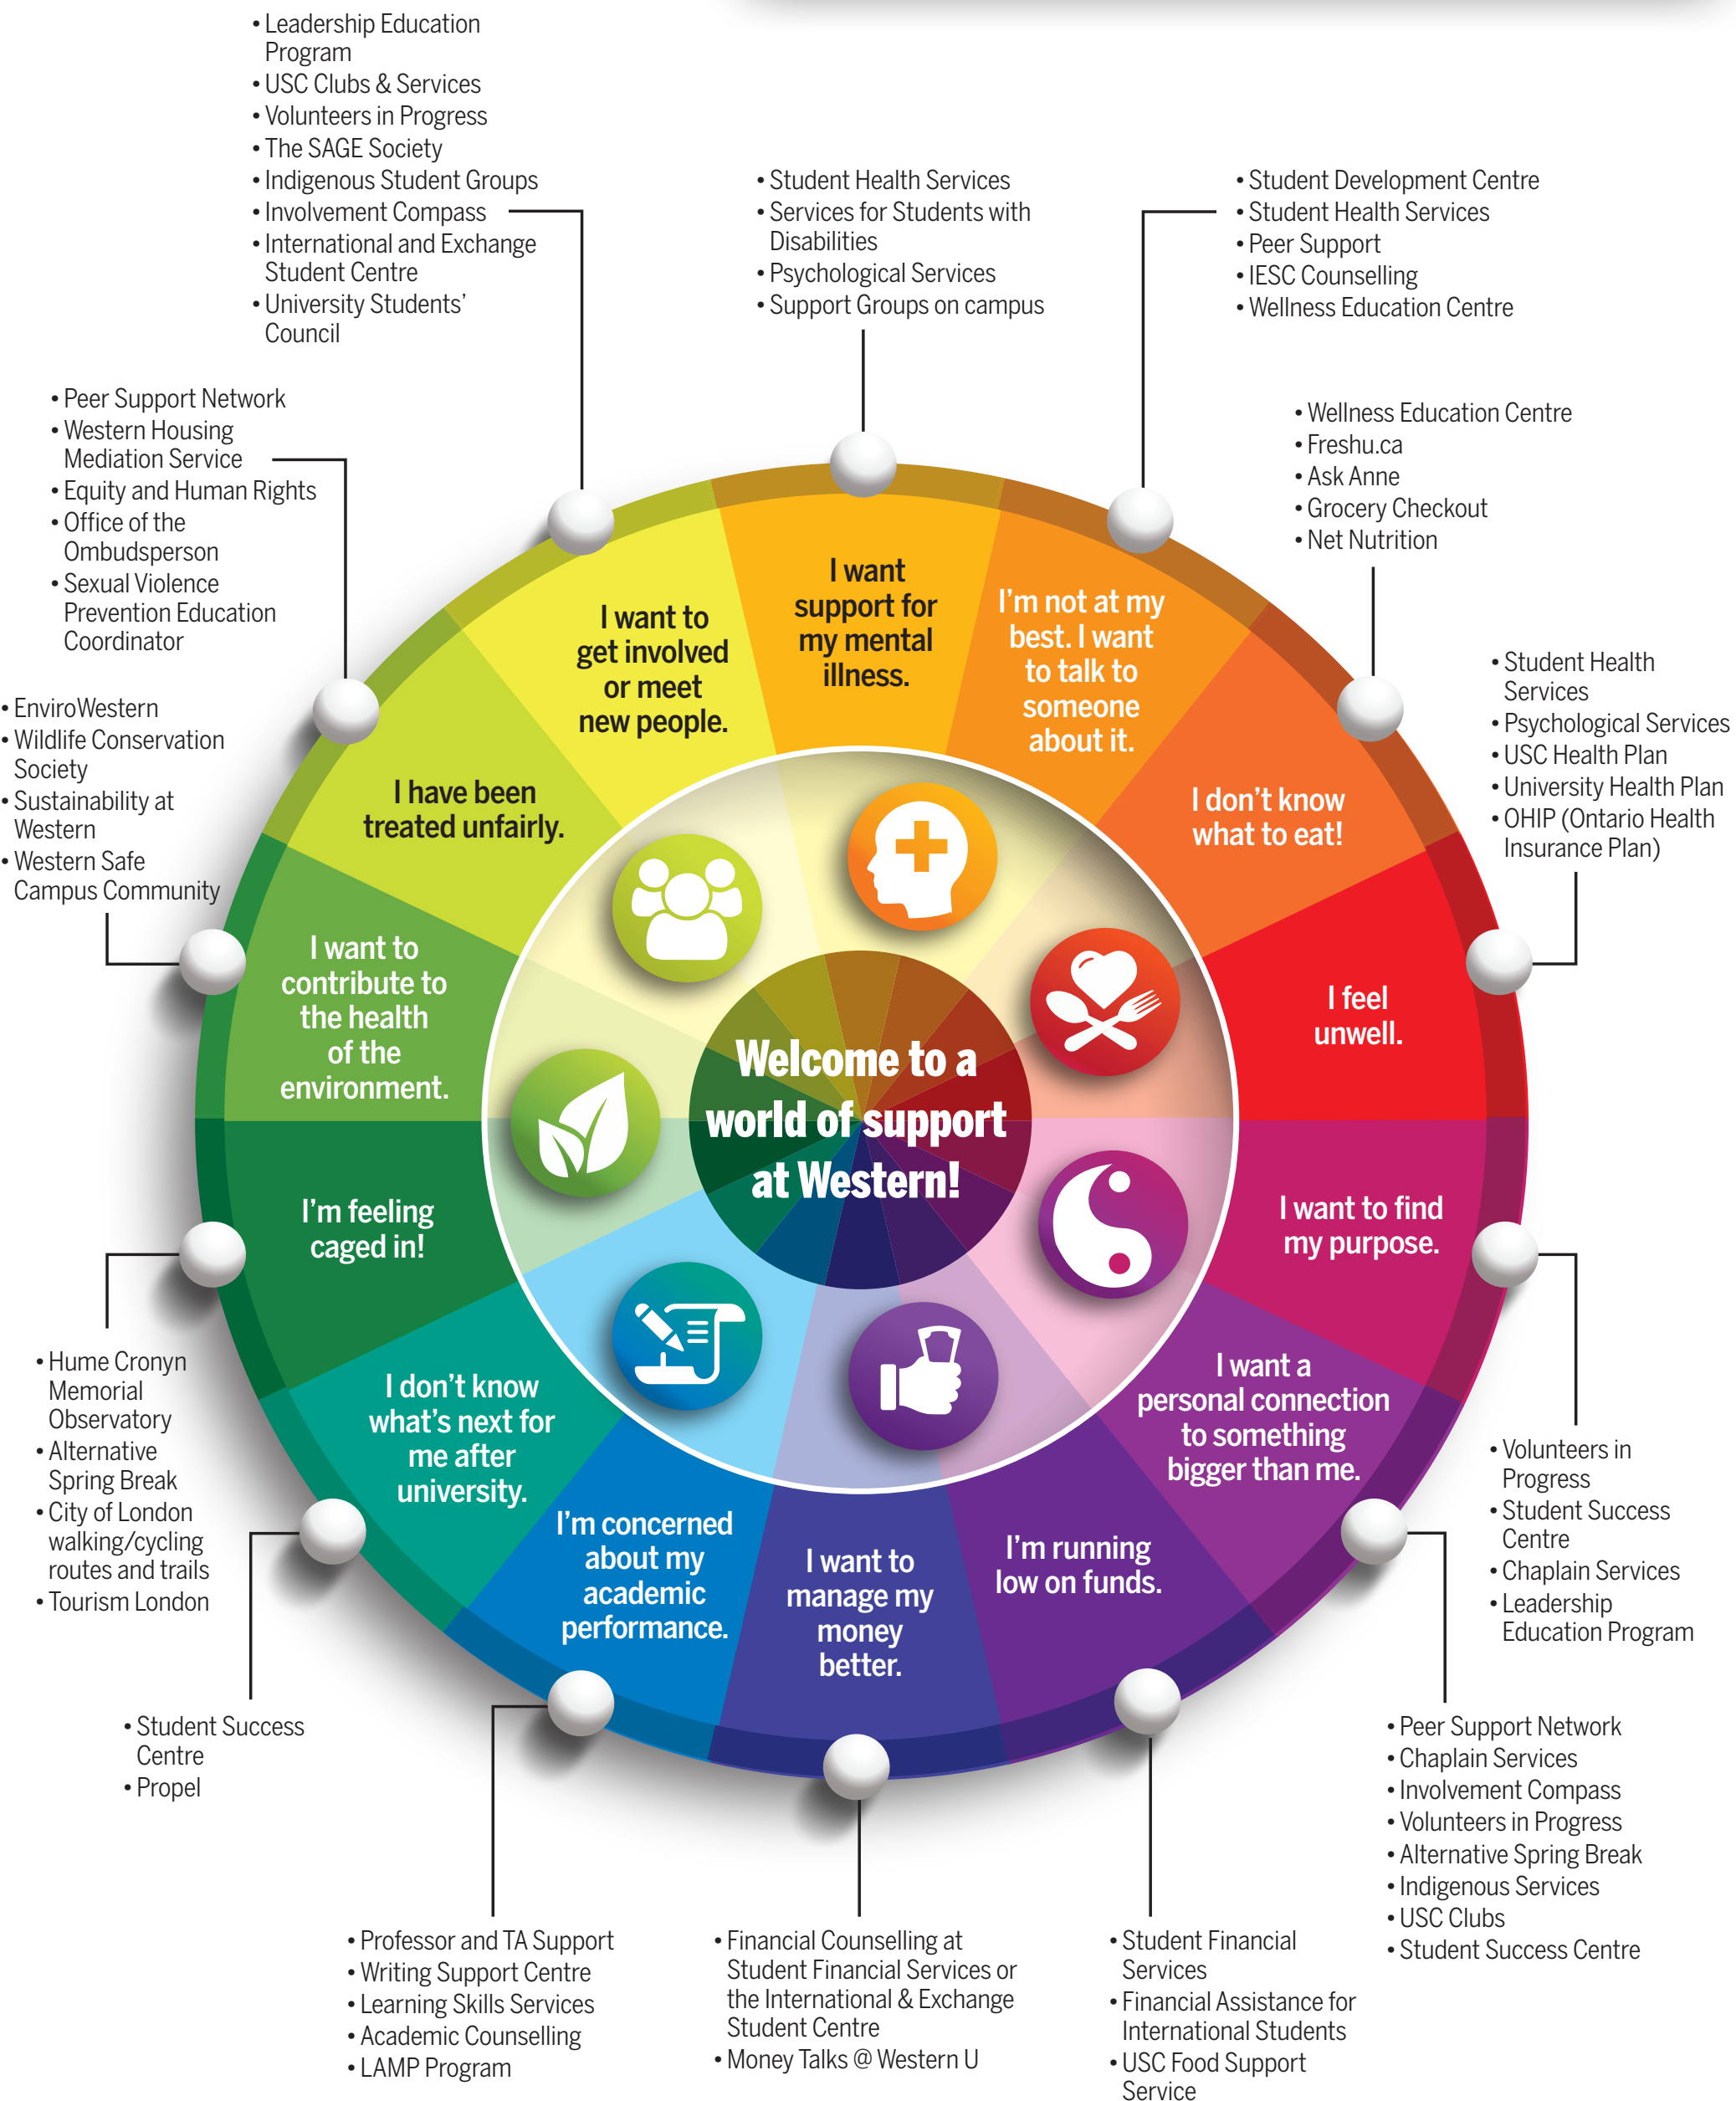 • Leadership Education
Program
• USC Clubs & Services
• Volunteers in Progress
• The SAGE Society
• Indigenous Student Groups
• Involvement Compass
• International and Exchange
Student Centre
• University Students'
Council
• Student Health Services
• Services for Students with
Disabilities
• Psychological Services
• Support Groups on campus
• Student Development Centre
• Student Health Services
• Peer Support
• IESC Counselling
• Wellness Education Centre
• Peer Support Network
• Western Housing
Mediation Service
• Equity and Human Rights
• Office of the
Ombudsperson
• Sexual Violence
Prevention Education
Coordinator
• Wellness Education Centre
• Freshu.ca
• Ask Anne
• Grocery Checkout
• Net Nutrition
• EnviroWestern
• Wildlife Conservation
Society
• Sustainability at
Western
• Western Safe
Campus Community
• Student Health
Services
• Psychological Services
• USC Health Plan
• University Health Plan
• OHIP (Ontario Health
Insurance Plan)
I want to
get involved
or meet
new people.
I want
support for
my mental
illness.
I'm not at my
best. I want
to talk to
someone
about it.
I have been
treated unfairly.
I don't know
what to eat!
I want to
contribute to
the health
of the
environment.
I feel
unwell.
Welcome to a
world of support
at Western!
I'm feeling
caged in!
I want to find
my purpose.
I don't know
what's next for
me after
university.
I want a
personal connection
to something
bigger than me.
I'm concerned
about my
academic
performance.
I want to
manage my
money
better.
I'm running
low on funds.
• Hume Cronyn
Memorial
Observatory
• Alternative
Spring Break
• City of London
walking/cycling
routes and trails
• Tourism London
• Volunteers in
Progress
• Student Success
Centre
• Chaplain Services
• Leadership
Education Program
• Student Success
Centre
• Propel
• Peer Support Network
• Chaplain Services
• Involvement Compass
• Volunteers in Progress
• Alternative Spring Break
• Indigenous Services
• USC Clubs
• Student Success Centre
• Professor and TA Support
• Writing Support Centre
• Learning Skills Services
• Academic Counselling
• LAMP Program
• Financial Counselling at
Student Financial Services or
the International & Exchange
Student Centre
• Money Talks @ Western U
• Student Financial
Services
• Financial Assistance for
International Students
• USC Food Support
Service